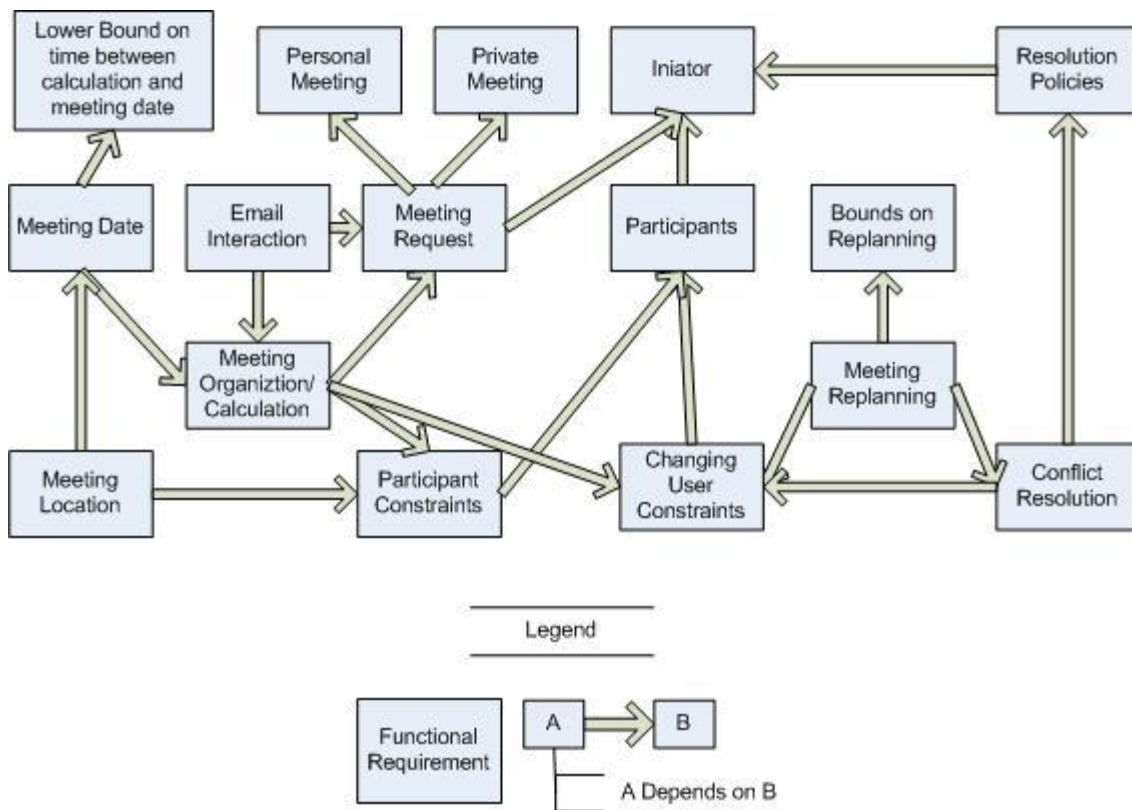 Lower Bound on
time between
calculation and
meeting date
Personal
Meeting
Private
Meeting
Iniator
Resolution
Policies
Meeting Date
Email
Interaction
Meeting
Request
Participants
Bounds on
Replanning
Meeting
Organiztion/
Calculation
Meeting
Replanning
Meeting
Location
Participant
Constraints
Changing
User
Constraints
Conflict
Resolution
Legend
Functional
Requirement
A
B
A Depends on B